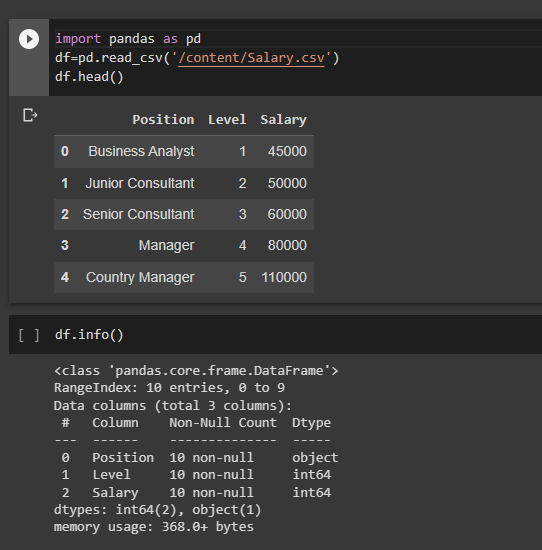 import pandas as pd
df=pd.read_csv('/content/Salary.csv')
df.head()
Position Level Salary
0 Business Analyst 1 45000
1 Junior Consultant 2 50000
2 Senior Consultant 3 60000
3 Manager 4 80000
4 Country Manager 5 110000
[ ] df.info()
<class 'pandas.core.frame.DataFrame'>
RangeIndex: 10 entries, 0 to 9
Data columns (total 3 columns):
 #   Column    Non-Null Count  Dtype
---  ------    --------------  -----
 0   Position  10 non-null     object
 1   Level     10 non-null     int64
 2   Salary    10 non-null     int64
dtypes: int64(2), object(1)
memory usage: 368.0+ bytes